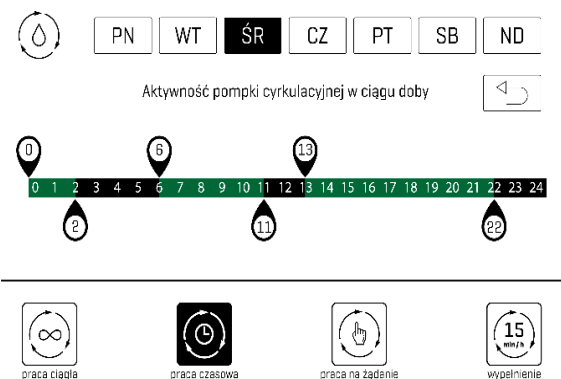 PN WT ŚR CZ PT SB ND
Aktywność pompki cyrkulacyjnej w ciągu doby
0 6 13
0 1 2 3 4 5 6 7 8 9 10 11 12 13 14 15 16 17 18 19 20 21 22 23 24
2 11 22
15
min/h
praca ciągła praca czasowa praca na żądanie wypełnienie